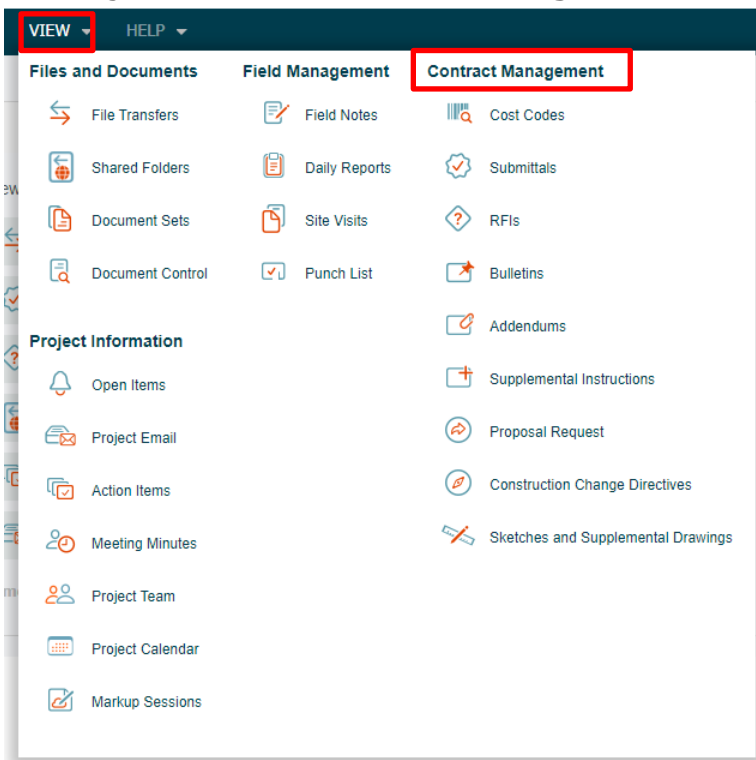 VIEW HELP
Files and Documents
File Transfers
Shared Folders
Document Sets
Document Control
Project Information
Open Items
Project Email
Action Items
Meeting Minutes
Project Team
Project Calendar
Markup Sessions
Field Management
Field Notes
Daily Reports
Site Visits
Punch List
Contract Management
Cost Codes
Submittals
RFIs
Bulletins
Addendums
Supplemental Instructions
Proposal Request
Construction Change Directives
Sketches and Supplemental Drawings